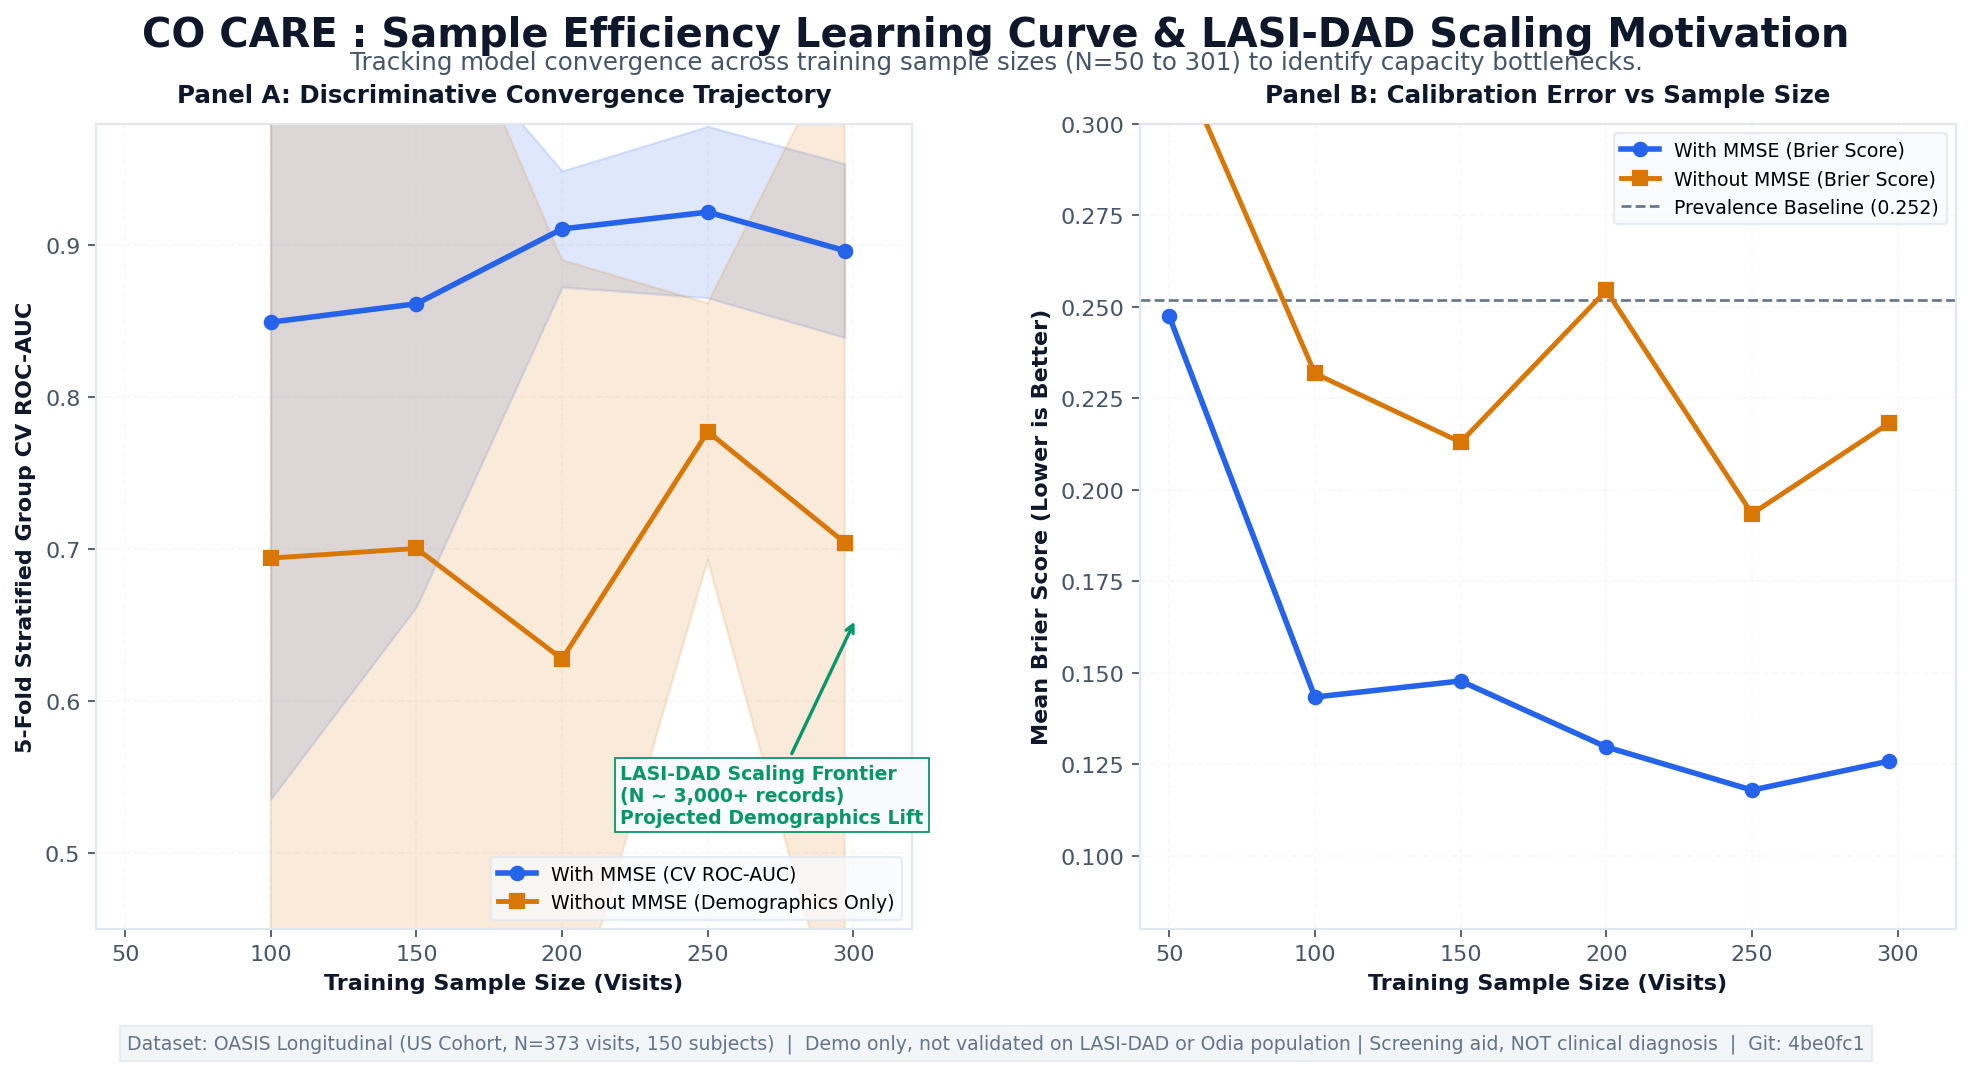 CO CARE : Sample Efficiency Learning Curve & LASI-DAD Scaling Motivation
Tracking model convergence across training sample sizes (N=50 to 301) to identify capacity bottlenecks.
Panel A: Discriminative Convergence Trajectory
5-Fold Stratified Group CV ROC-AUC
0.9
0.8
0.7
0.6
0.5
LASI-DAD Scaling Frontier
(N ~ 3,000+ records)
Projected Demographics Lift
With MMSE (CV ROC-AUC)
Without MMSE (Demographics Only)
50 100 150 200 250 300
Training Sample Size (Visits)
Panel B: Calibration Error vs Sample Size
Mean Brier Score (Lower is Better)
0.300
0.275
0.250
0.225
0.200
0.175
0.150
0.125
0.100
With MMSE (Brier Score)
Without MMSE (Brier Score)
Prevalence Baseline (0.252)
50 100 150 200 250 300
Training Sample Size (Visits)
Dataset: OASIS Longitudinal (US Cohort, N=373 visits, 150 subjects) | Demo only, not validated on LASI-DAD or Odia population | Screening aid, NOT clinical diagnosis | Git: 4be0fc1